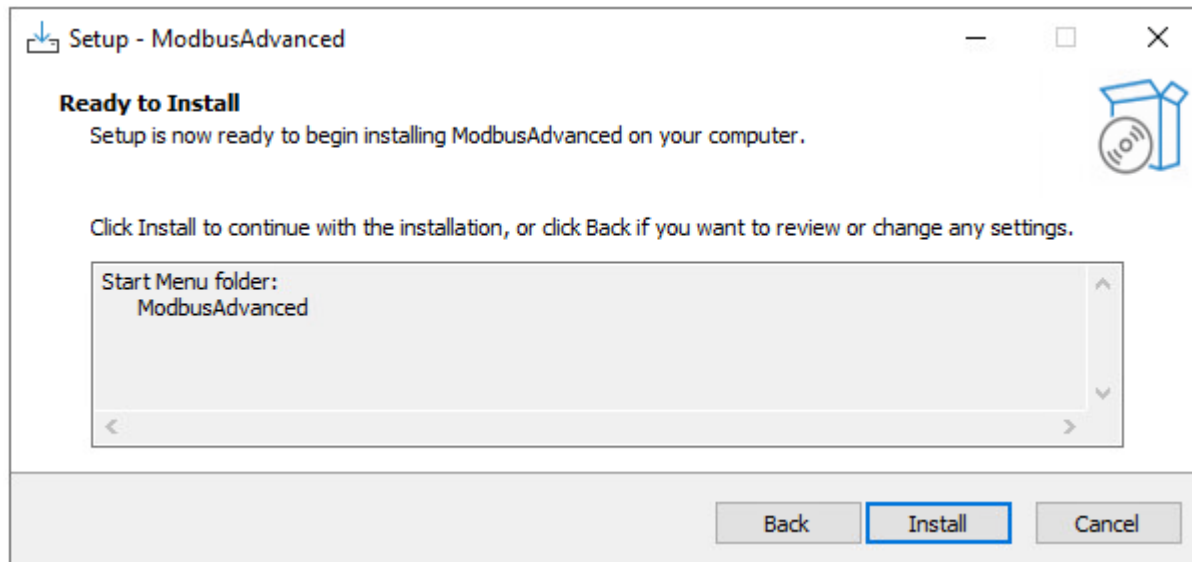 Setup - ModbusAdvanced
Ready to Install
Setup is now ready to begin installing ModbusAdvanced on your computer.
Click Install to continue with the installation, or click Back if you want to review or change any settings.
Start Menu folder:
ModbusAdvanced
Back Install Cancel